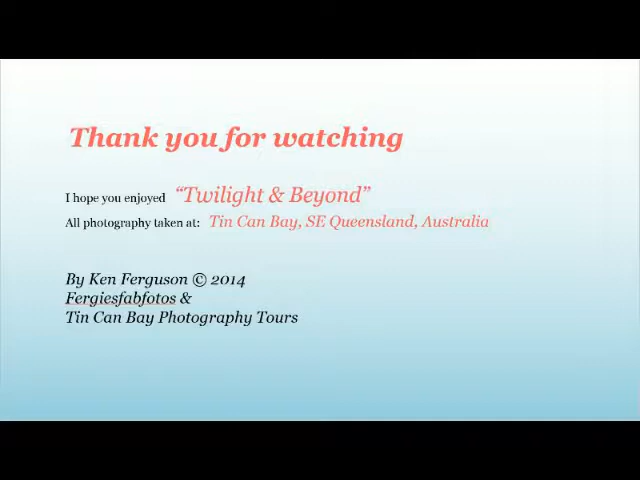 Thank you for watching
I hope you enjoyed “Twilight & Beyond”
All photography taken at: Tin Can Bay, SE Queensland, Australia
By Ken Ferguson © 2014
Fergiesfabfotos &
Tin Can Bay Photography Tours